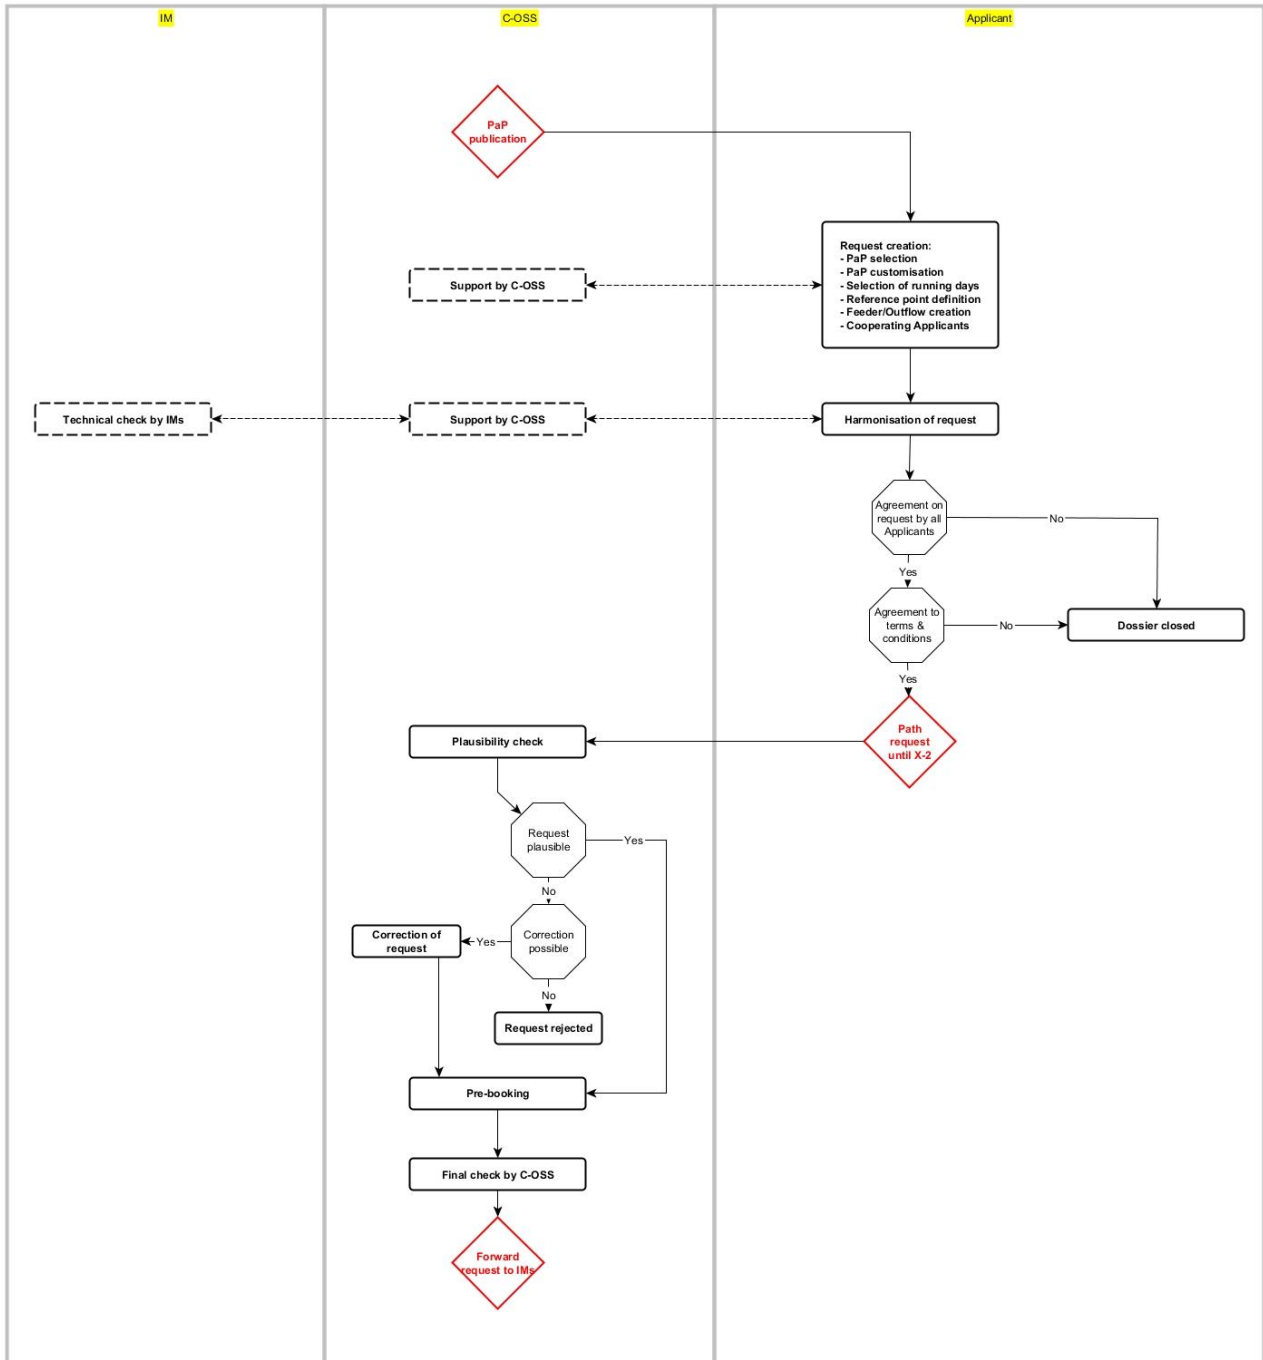 IM
C-OSS
Applicant
PaP
publication
Request creation:
- PaP selection
- PaP customisation
- Selection of running days
- Reference point definition
- Feeder/Outflow creation
- Cooperating Applicants
Support by C-OSS
Technical check by IMs
Support by C-OSS
Harmonisation of request
Agreement on
request by all
Applicants
No
Yes
Agreement to
terms &
conditions
No
Dossier closed
Yes
Path
request
until X-2
Plausibility check
Request
plausible
Yes
No
Correction
possible
Yes
Correction of
request
No
Request rejected
Pre-booking
Final check by C-OSS
Forward
request to IMs